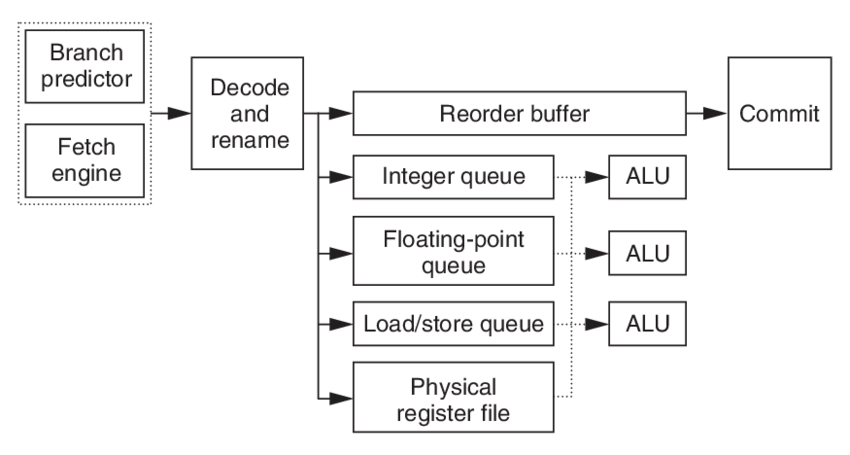 Branch
predictor
Fetch
engine
Decode
and
rename
Reorder buffer
Commit
Integer queue
ALU
Floating-point
queue
ALU
Load/store queue
ALU
Physical
register file